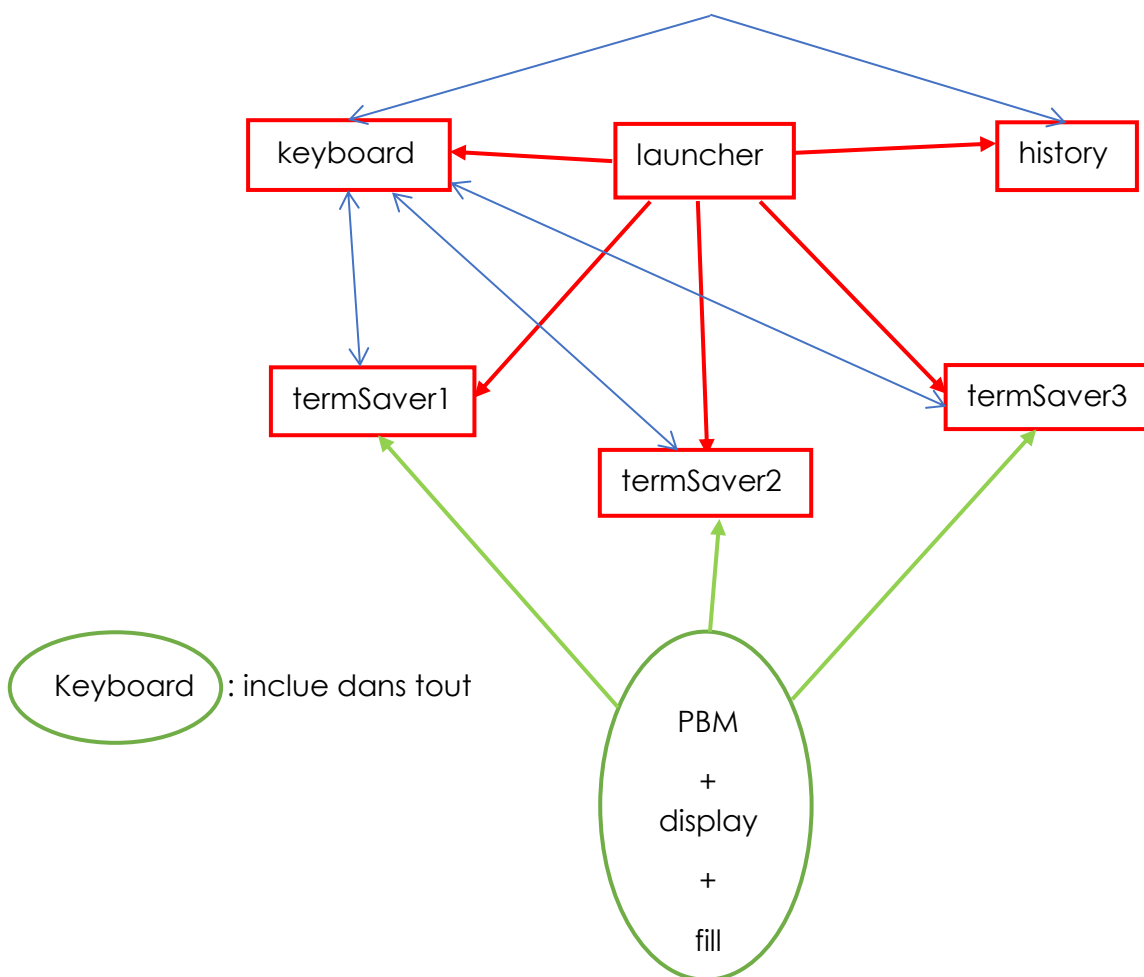 keyboard
launcher
history
termSaver1
termSaver2
termSaver3
Keyboard : inclue dans tout
PBM
+
display
+
fill